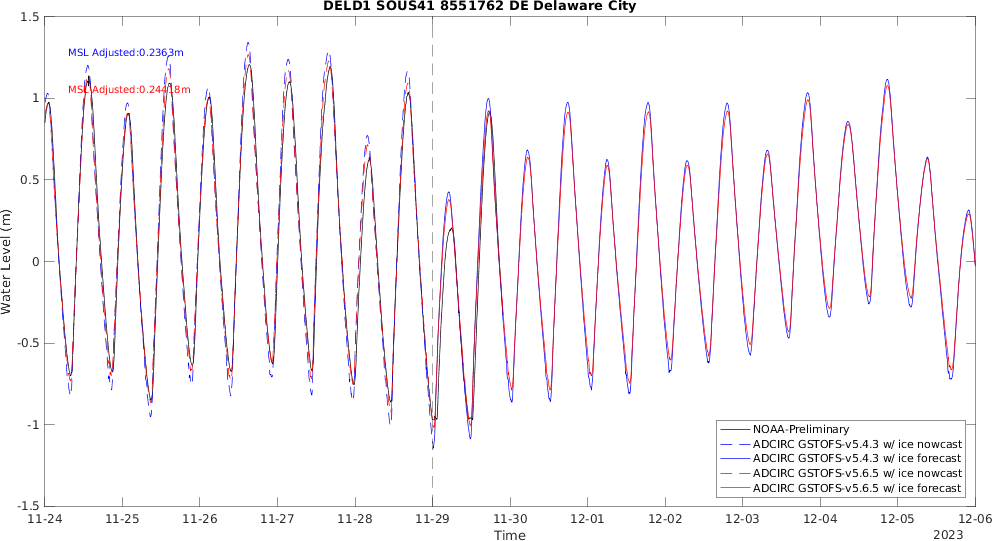 DELD1 SOUS41 8551762 DE Delaware City
1.5
1
0.5
0
-0.5
-1
-1.5
Water Level (m)
MSL Adjusted:0.2363m
MSL Adjusted:0.24418m
NOAA-Preliminary
ADCIRC GSTOFS-v5.4.3 w/ ice nowcast
ADCIRC GSTOFS-v5.4.3 w/ ice forecast
ADCIRC GSTOFS-v5.6.5 w/ ice nowcast
ADCIRC GSTOFS-v5.6.5 w/ ice forecast
11-24 11-25 11-26 11-27 11-28 11-29 11-30 12-01 12-02 12-03 12-04 12-05 12-06
Time
2023